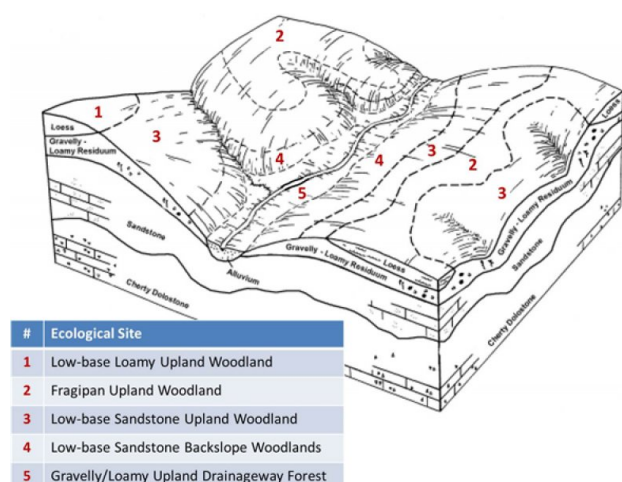 2
1
Loess
Gravelly -
Loamy Residuum
3
4
5
4
3
2
3
Loess
Gravelly - Loamy Residuum
Sandstone
Cherty Dolostone
Sandstone
Cherty Dolostone
Alluvium
Gravelly - Loamy Residuum
Loess
# Ecological Site
1 Low-base Loamy Upland Woodland
2 Fragipan Upland Woodland
3 Low-base Sandstone Upland Woodland
4 Low-base Sandstone Backslope Woodlands
5 Gravelly/Loamy Upland Drainageway Forest